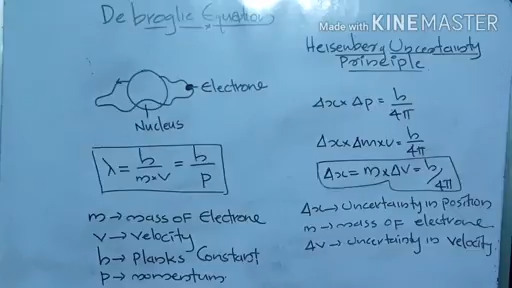 De broglie Equation
Electrone
Nucleus
λ = h/m×v = h/p
m → mass of Electrone
v → velocity
h → Planks Constant
P → momentum
Made with KINEMASTER
Heisenberg Uncertainty
Principle
Δx × Δp = h/4π
Δx × Δm×v = h/4π
Δx = m × Δv = h/4π
Δx → Uncertainty in position
m → mass of electrone
Δv → Uncertainty in velocity